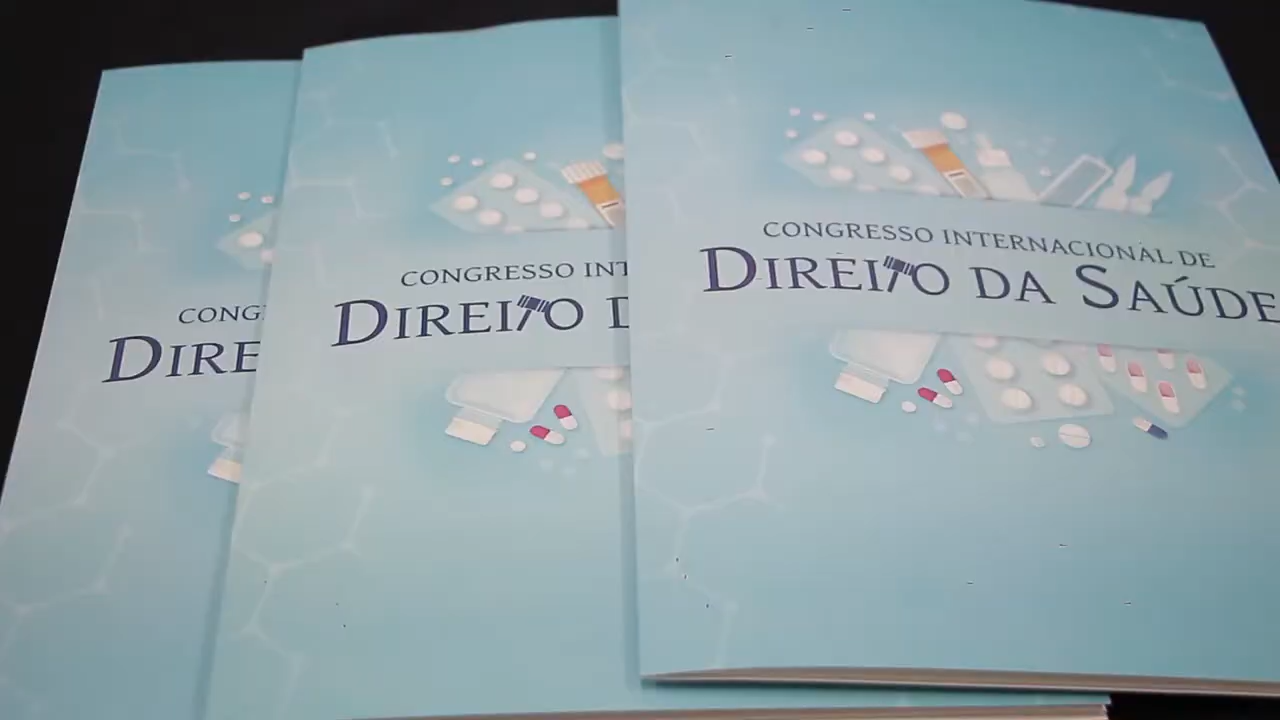 CONG
DIRE
CONGRESSO INT
DIREITO D
CONGRESSO INTERNACIONAL DE
DIREITO DA SAÚDE